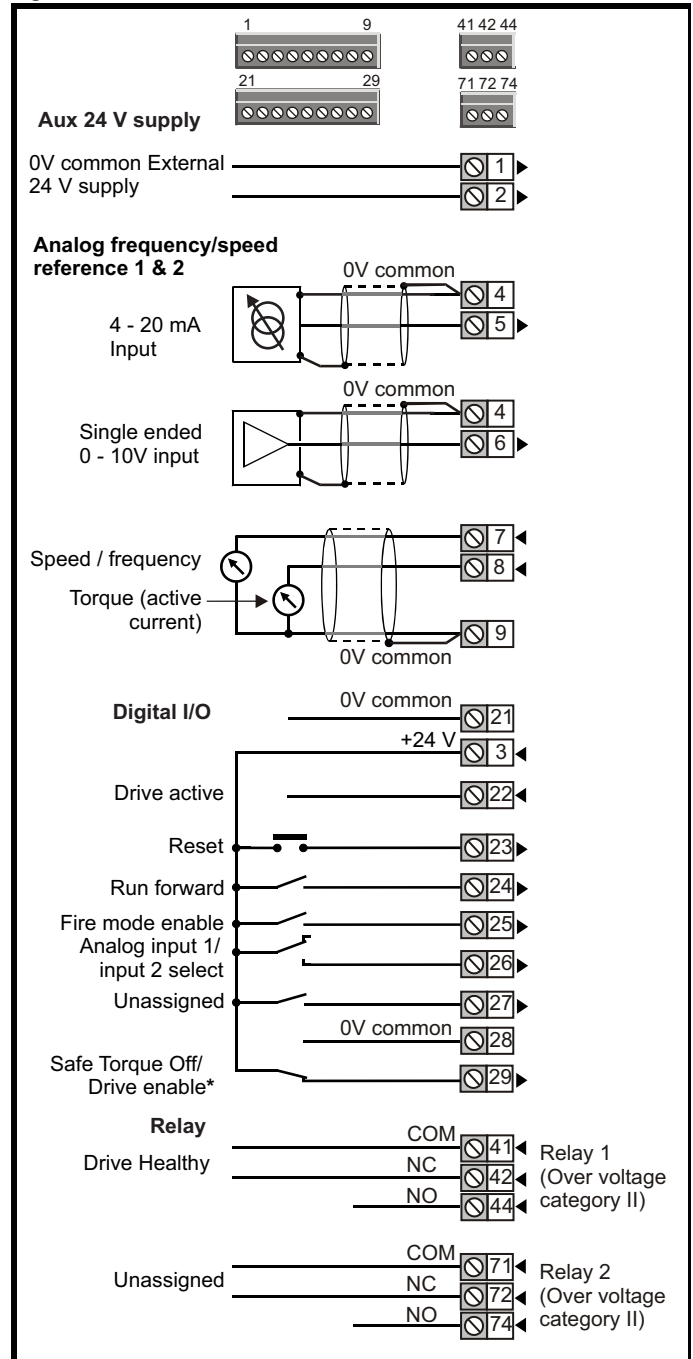 1 9 41 42 44
21 29 71 72 74
Aux 24 V supply
0V common External
24 V supply
1
2
Analog frequency/speed
reference 1 & 2
0V common
4
4 - 20 mA
Input
5
0V common
4
Single ended
0 - 10V input
6
7
Speed / frequency
8
Torque (active
current)
9
0V common
Digital I/O
0V common
21
+24 V
3
Drive active
22
Reset
23
Run forward
24
Fire mode enable
25
Analog input 1/
input 2 select
26
Unassigned
27
0V common
28
Safe Torque Off/
Drive enable*
29
Relay
COM
41
Drive Healthy
NC
42
NO
44
Relay 1
(Over voltage
category II)
COM
71
Unassigned
NC
72
NO
74
Relay 2
(Over voltage
category II)